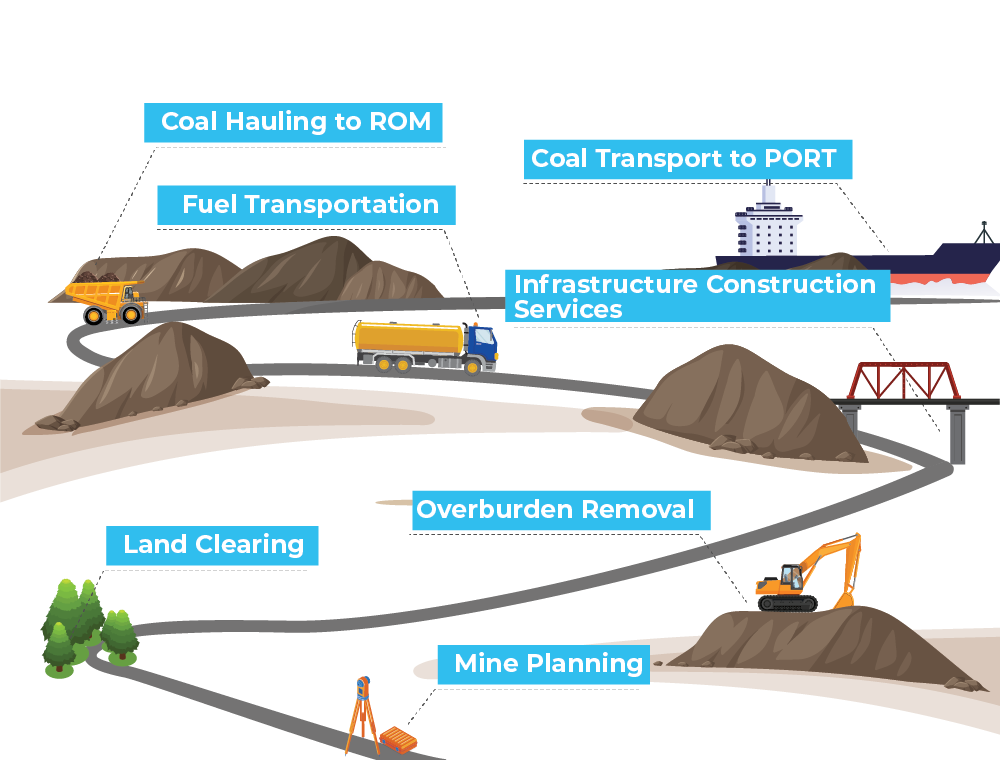 Coal Hauling to ROM
Coal Transport to PORT
Fuel Transportation
Infrastructure Construction
Services
Overburden Removal
Land Clearing
Mine Planning